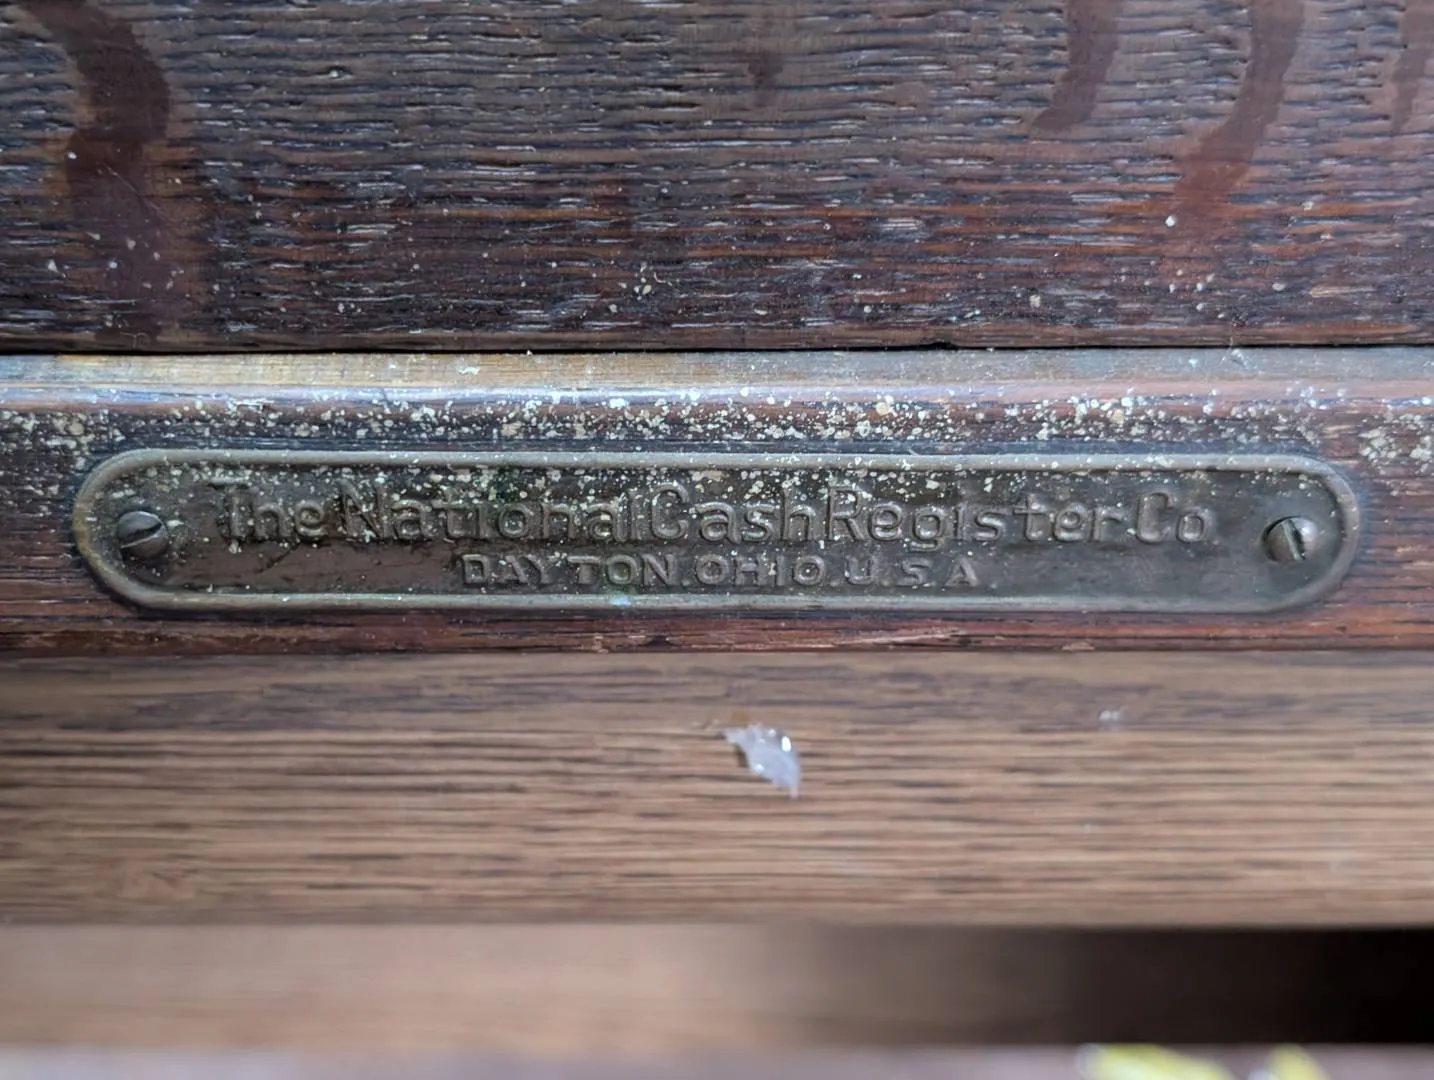 The National Cash Register Co
DAYTON. OHIO. U.S.A